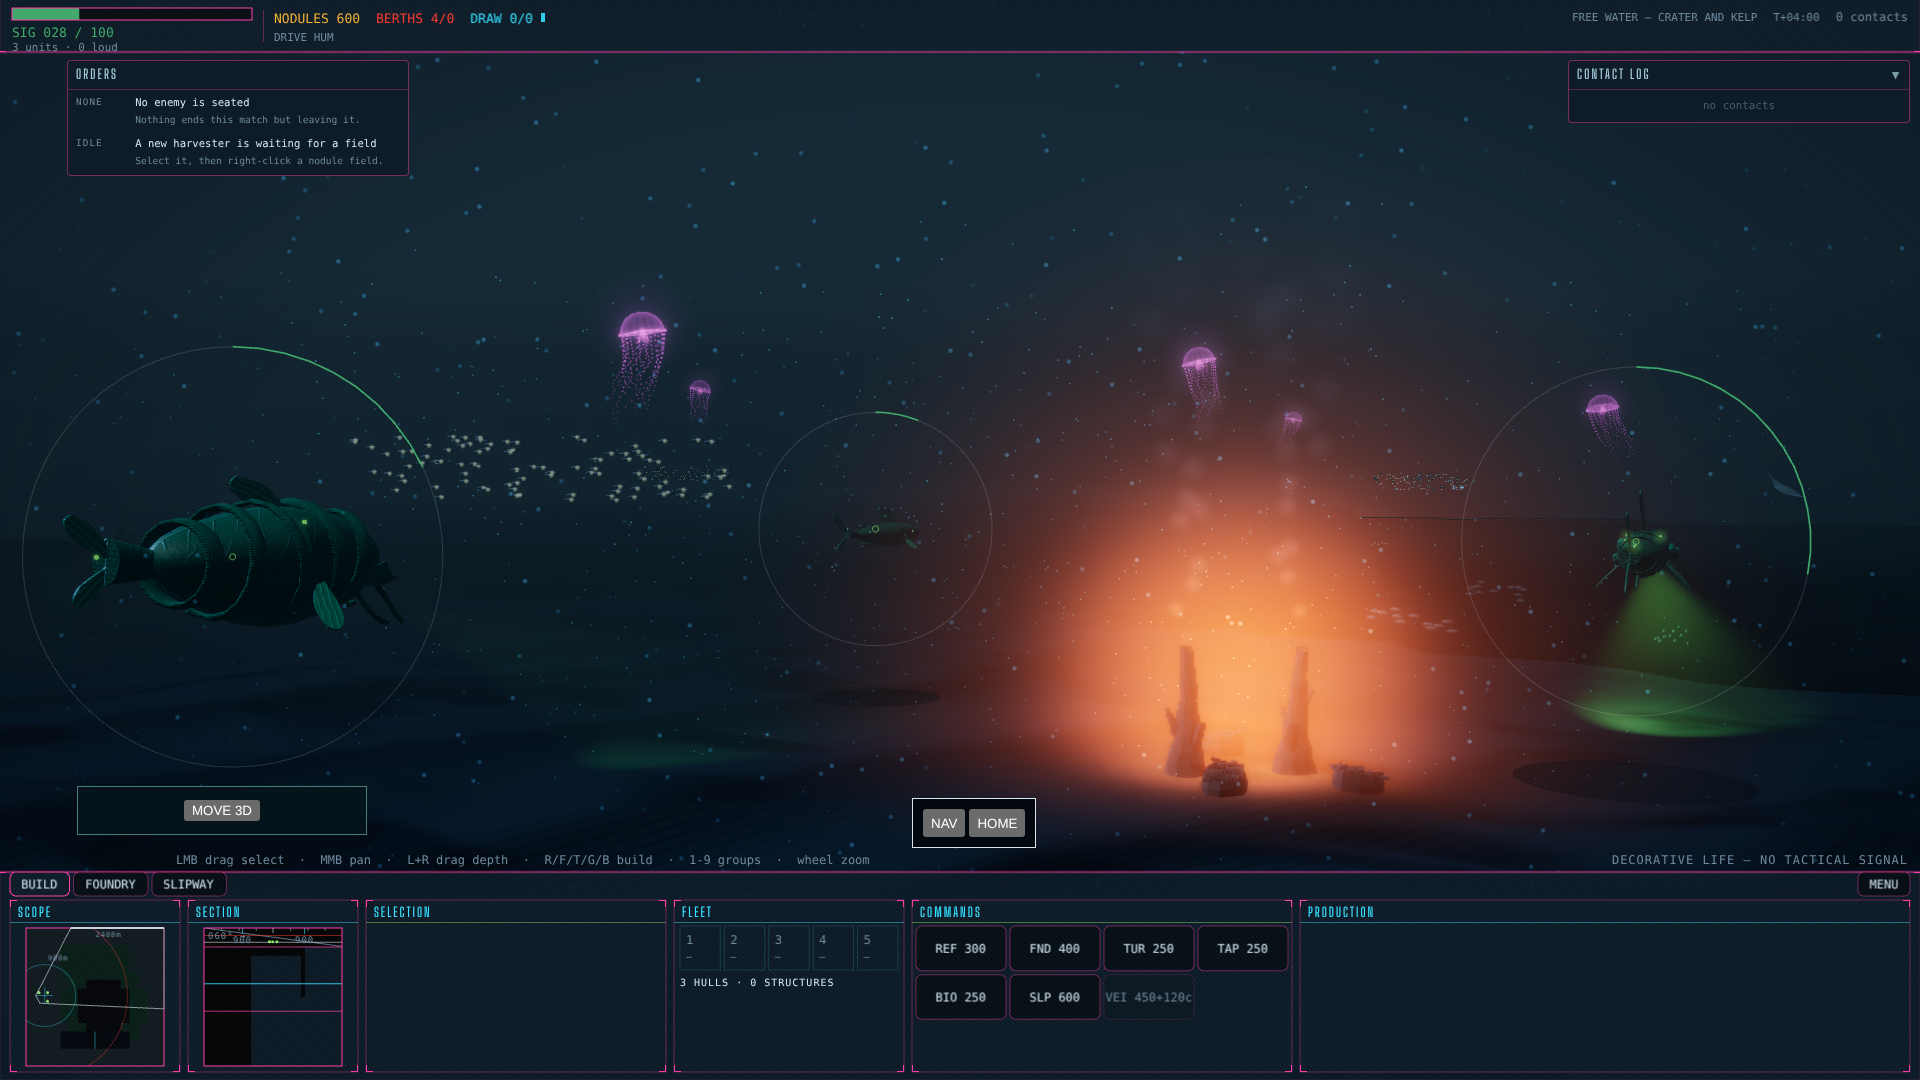 SIG 028 / 100
3 units · 0 loud
NODULES 600 BERTHS 4/0 DRAW 0/0
DRIVE HUM
FREE WATER — CRATER AND KELP T+04:00 0 contacts
ORDERS
NONE No enemy is seated
Nothing ends this match but leaving it.
IDLE A new harvester is waiting for a field
Select it, then right-click a nodule field.
CONTACT LOG ▼
no contacts
MOVE 3D
NAV HOME
LMB drag select · MMB pan · L+R drag depth · R/F/T/G/B build · 1-9 groups · wheel zoom
DECORATIVE LIFE — NO TACTICAL SIGNAL
BUILD FOUNDRY SLIPWAY MENU
SCOPE
2400m
900m
SECTION
060°
900 900
SELECTION
FLEET
1 2 3 4 5
— — — — —
3 HULLS · 0 STRUCTURES
COMMANDS
REF 300 FND 400 TUR 250 TAP 250
BIO 250 SLP 600 VEI 450+120c
PRODUCTION